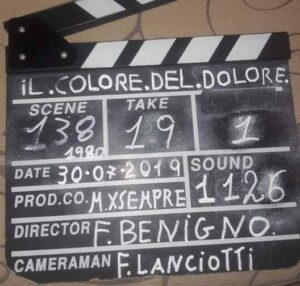 iL.COLORE.DEL.DOLORE.
SCENE TAKE
138 19 1
1980
DATE 30-07-2019 SOUND
PROD.CO. M.XSEMPRE 1126
DIRECTOR F.BENIGNO.
CAMERAMAN F.LANCIOTTI